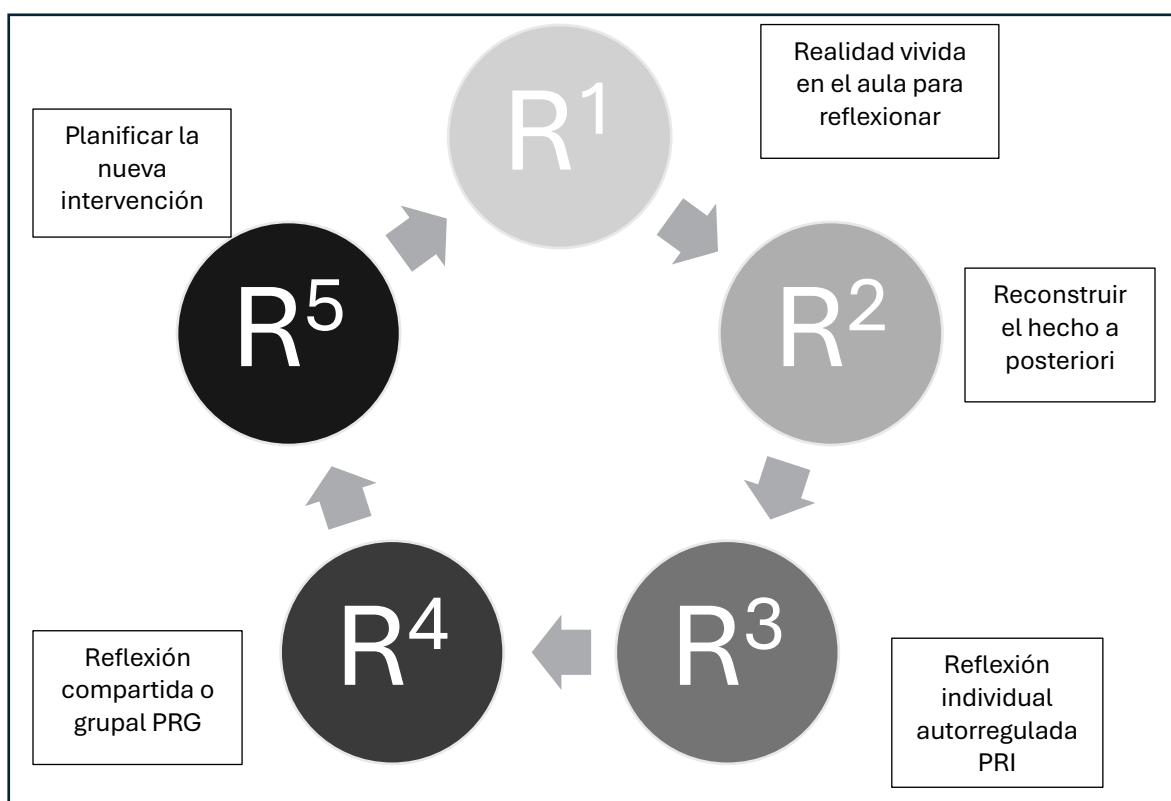 R1
Realidad vivida
en el aula para
reflexionar
R2
Reconstruir
el hecho a
posteriori
R3
Reflexión
individual
autorregulada
PRI
R4
Reflexión
compartida o
grupal PRG
R5
Planificar la
nueva
intervención